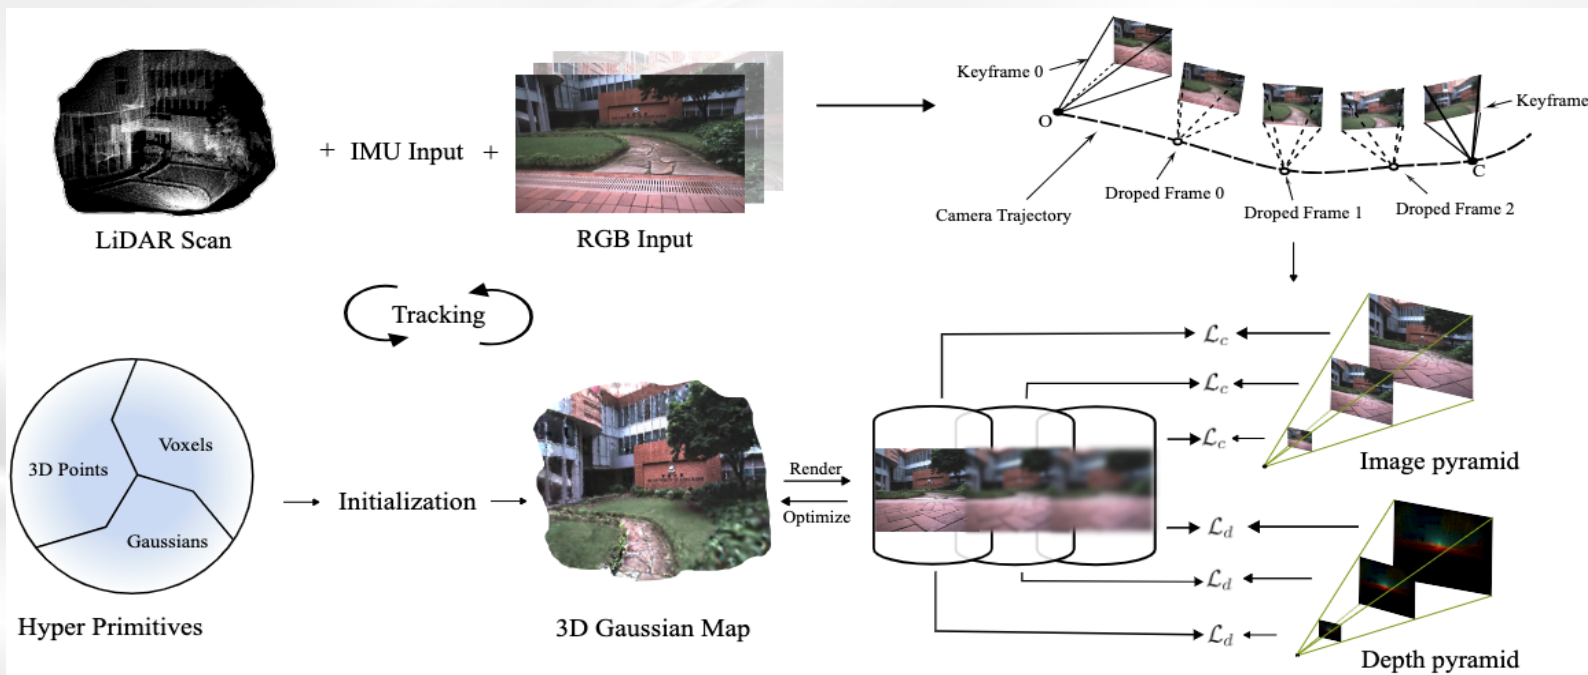 Keyframe 0
Keyframe
O
C
Droped Frame 0
Droped Frame 1
Droped Frame 2
Camera Trajectory
+ IMU Input +
LiDAR Scan
RGB Input
Tracking
3D Points
Voxels
Gaussians
Hyper Primitives
Initialization
3D Gaussian Map
Render
Optimize
ℒc
ℒc
ℒc
Image pyramid
ℒd
ℒd
ℒd
Depth pyramid